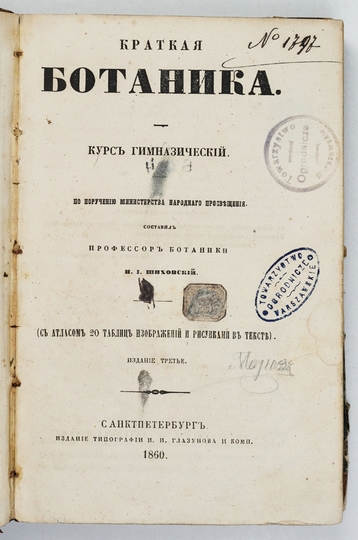 № 1797
КРАТКАЯ
БОТАНИКА.
КУРСЪ ГИМНАЗИЧЕСКІЙ.
ПО ПОРУЧЕНІЮ МИНИСТЕРСТВА НАРОДНАГО ПРОСВѢЩЕНІЯ.
СОСТАВИЛЪ
ПРОФЕССОРЪ БОТАНИКИ
И. І. ШИХОВСКІЙ.
TOWARZYSTWO
OGRODNICZE
WARSZAWSKIE
(СЪ АТЛАСОМЪ 20 ТАБЛИЦЪ ИЗОБРАЖЕНІЙ И РИСУНКАМИ ВЪ ТЕКСТѢ).
ИЗДАНІЕ ТРЕТЬЕ.
САНКТПЕТЕРБУРГЪ.
ИЗДАНІЕ ТИПОГРАФІИ И. И. ГЛАЗУНОВА И КОМП.
1860.